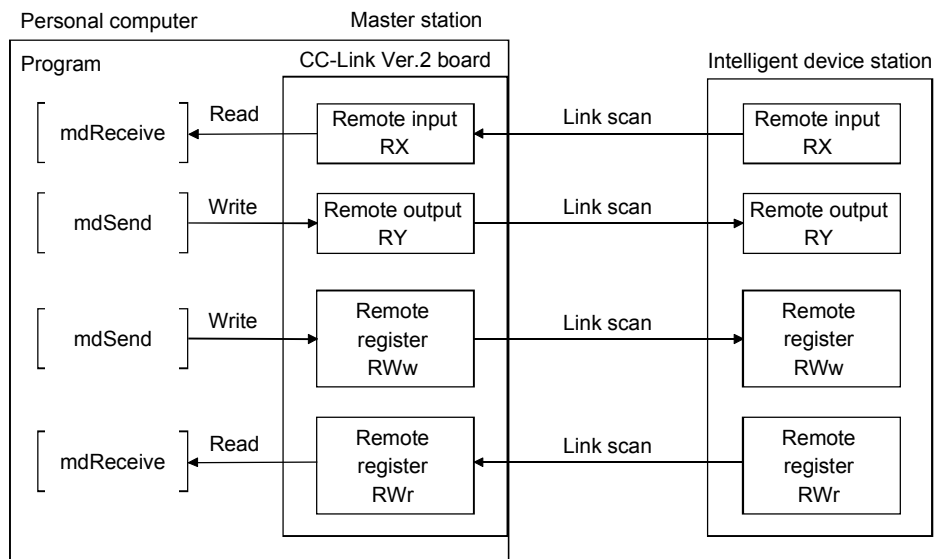 Personal computer
Master station
Program
CC-Link Ver.2 board
Intelligent device station
mdReceive
Read
Remote input
RX
Link scan
Remote input
RX
mdSend
Write
Remote output
RY
Link scan
Remote output
RY
mdSend
Write
Remote
register
RWw
Link scan
Remote
register
RWw
mdReceive
Read
Remote
register
RWr
Link scan
Remote
register
RWr